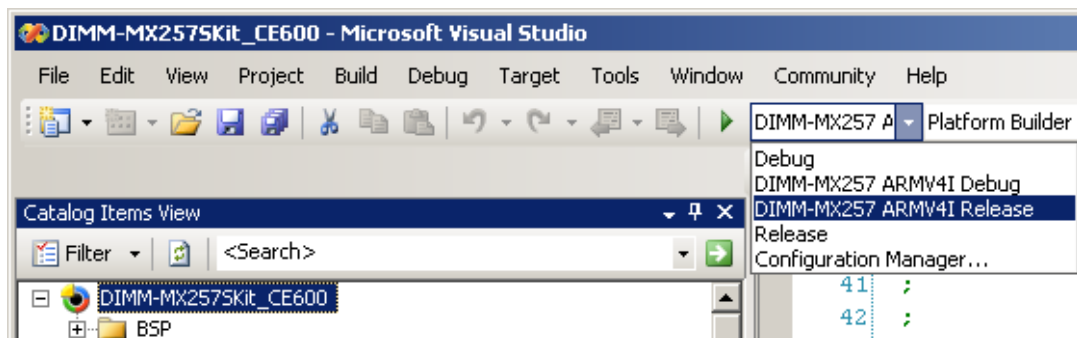 DIMM-MX257SKit_CE600 - Microsoft Visual Studio
File Edit View Project Build Debug Target Tools Window Community Help
DIMM-MX257 A Platform Builder
Debug
DIMM-MX257 ARMV4I Debug
DIMM-MX257 ARMV4I Release
Release
Configuration Manager...
Catalog Items View
Filter <Search>
DIMM-MX257SKit_CE600
BSP
41 ;
42 ;